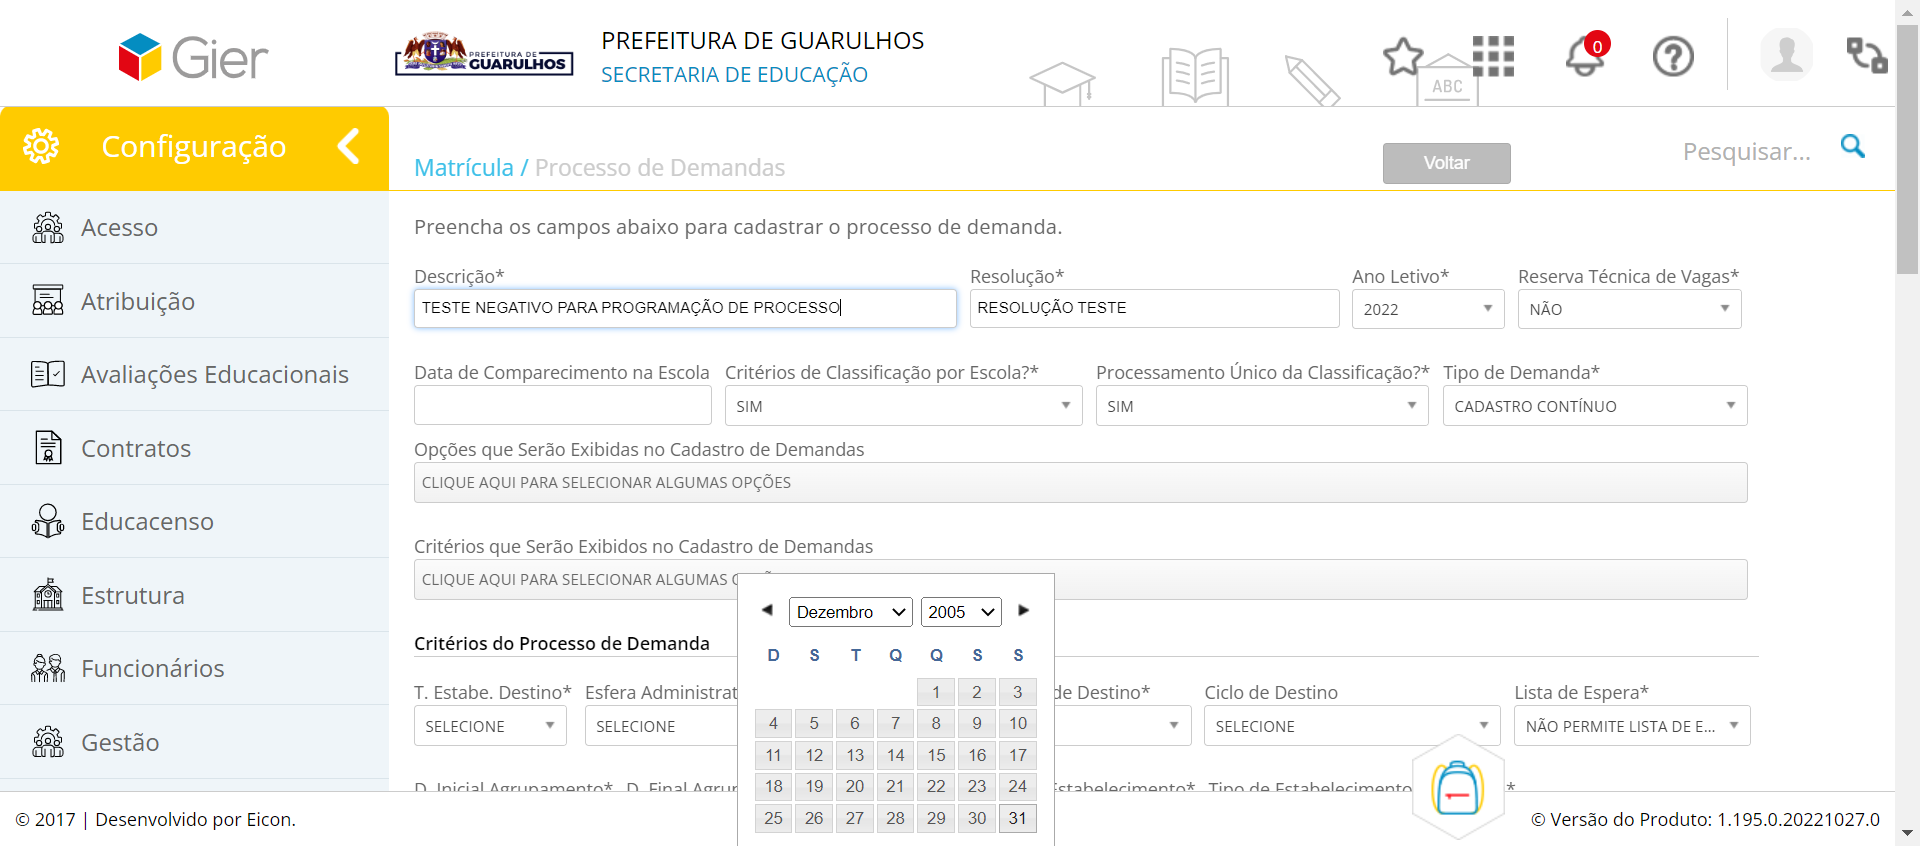 Gier
PREFEITURA DE
GUARULHOS
PREFEITURA DE GUARULHOS
SECRETARIA DE EDUCAÇÃO
ABC
0
Configuração
Matrícula / Processo de Demandas
Voltar
Pesquisar...
Acesso
Atribuição
Avaliações Educacionais
Contratos
Educacenso
Estrutura
Funcionários
Gestão
Preencha os campos abaixo para cadastrar o processo de demanda.
Descrição* Resolução* Ano Letivo* Reserva Técnica de Vagas*
TESTE NEGATIVO PARA PROGRAMAÇÃO DE PROCESSO RESOLUÇÃO TESTE 2022 NÃO
Data de Comparecimento na Escola Critérios de Classificação por Escola?* Processamento Único da Classificação?* Tipo de Demanda*
SIM SIM CADASTRO CONTÍNUO
Opções que Serão Exibidas no Cadastro de Demandas
CLIQUE AQUI PARA SELECIONAR ALGUMAS OPÇÕES
Critérios que Serão Exibidos no Cadastro de Demandas
CLIQUE AQUI PARA SELECIONAR ALGUMAS
Dezembro 2005
D S T Q Q S S
1 2 3
4 5 6 7 8 9 10
11 12 13 14 15 16 17
18 19 20 21 22 23 24
25 26 27 28 29 30 31
Critérios do Processo de Demanda
T. Estabe. Destino* Esfera Administrat de Destino* Ciclo de Destino Lista de Espera*
SELECIONE SELECIONE SELECIONE NÃO PERMITE LISTA DE E...
D. Inicial Agrupamento* D. Final Agru Estabelecimento* Tipo de Estabelecimento *
© 2017 | Desenvolvido por Eicon.
© Versão do Produto: 1.195.0.20221027.0